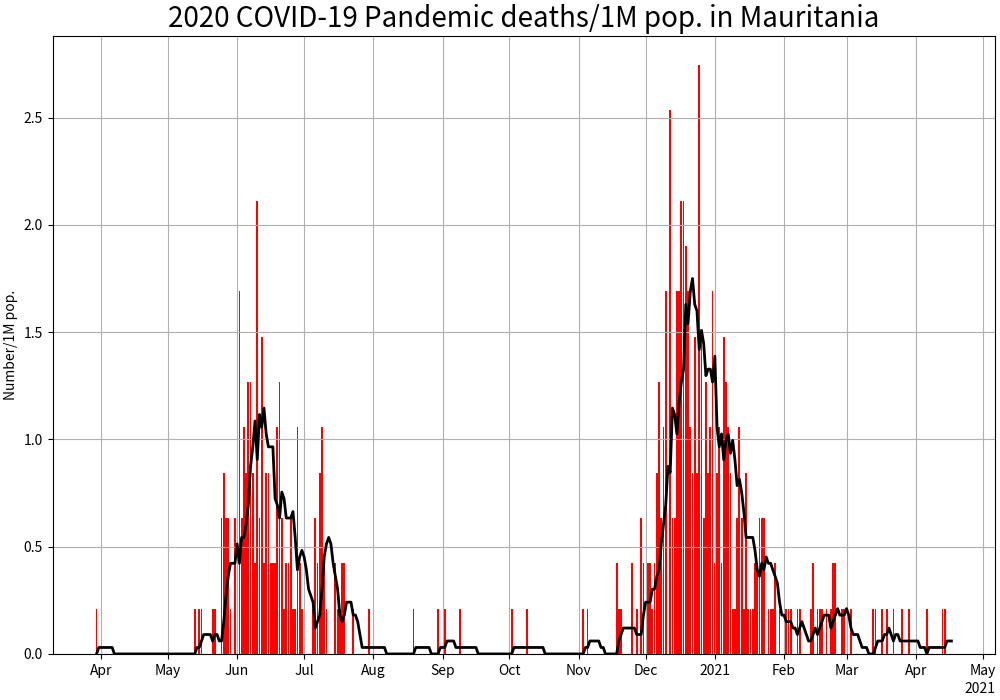 2020 COVID-19 Pandemic deaths/1M pop. in Mauritania
Number/1M pop.
2.5
2.0
1.5
1.0
0.5
0.0
Apr May Jun Jul Aug Sep Oct Nov Dec 2021 Feb Mar Apr May
2021